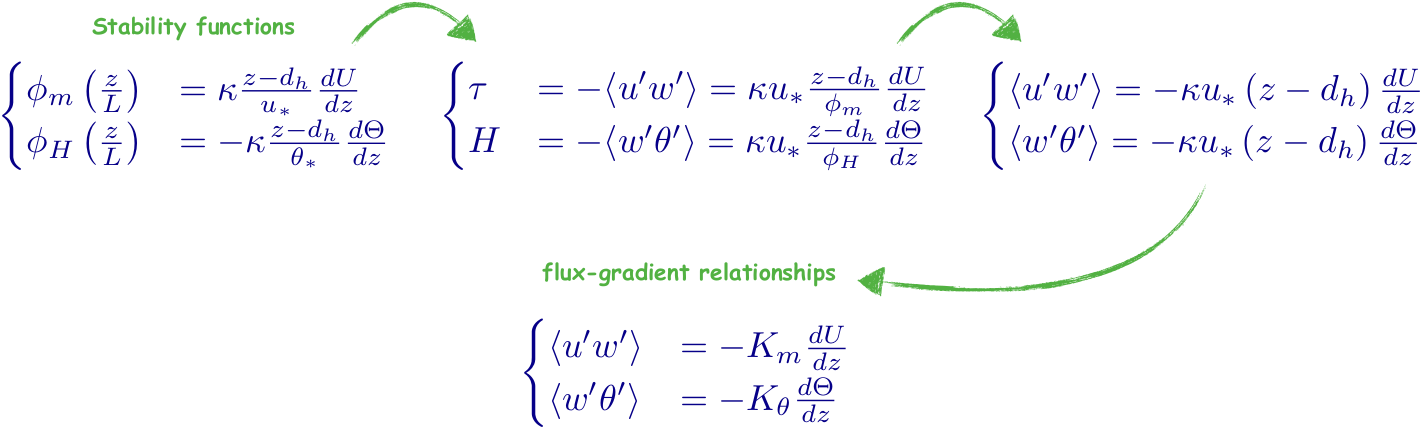 Stability functions
$\begin{cases} \phi_m \left(\frac{z}{L}\right) & = \kappa \frac{z-d_h}{u_*} \frac{dU}{dz} \\ \phi_H \left(\frac{z}{L}\right) & = -\kappa \frac{z-d_h}{\theta_*} \frac{d\Theta}{dz} \end{cases}$
$\begin{cases} \tau & = -\langle u'w' \rangle = \kappa u_* \frac{z-d_h}{\phi_m} \frac{dU}{dz} \\ H & = -\langle w'\theta' \rangle = \kappa u_* \frac{z-d_h}{\phi_H} \frac{d\Theta}{dz} \end{cases}$
$\begin{cases} \langle u'w' \rangle = -\kappa u_* \left(z-d_h\right) \frac{dU}{dz} \\ \langle w'\theta' \rangle = -\kappa u_* \left(z-d_h\right) \frac{d\Theta}{dz} \end{cases}$
flux-gradient relationships
$\begin{cases} \langle u'w' \rangle & = -K_m \frac{dU}{dz} \\ \langle w'\theta' \rangle & = -K_\theta \frac{d\Theta}{dz} \end{cases}$